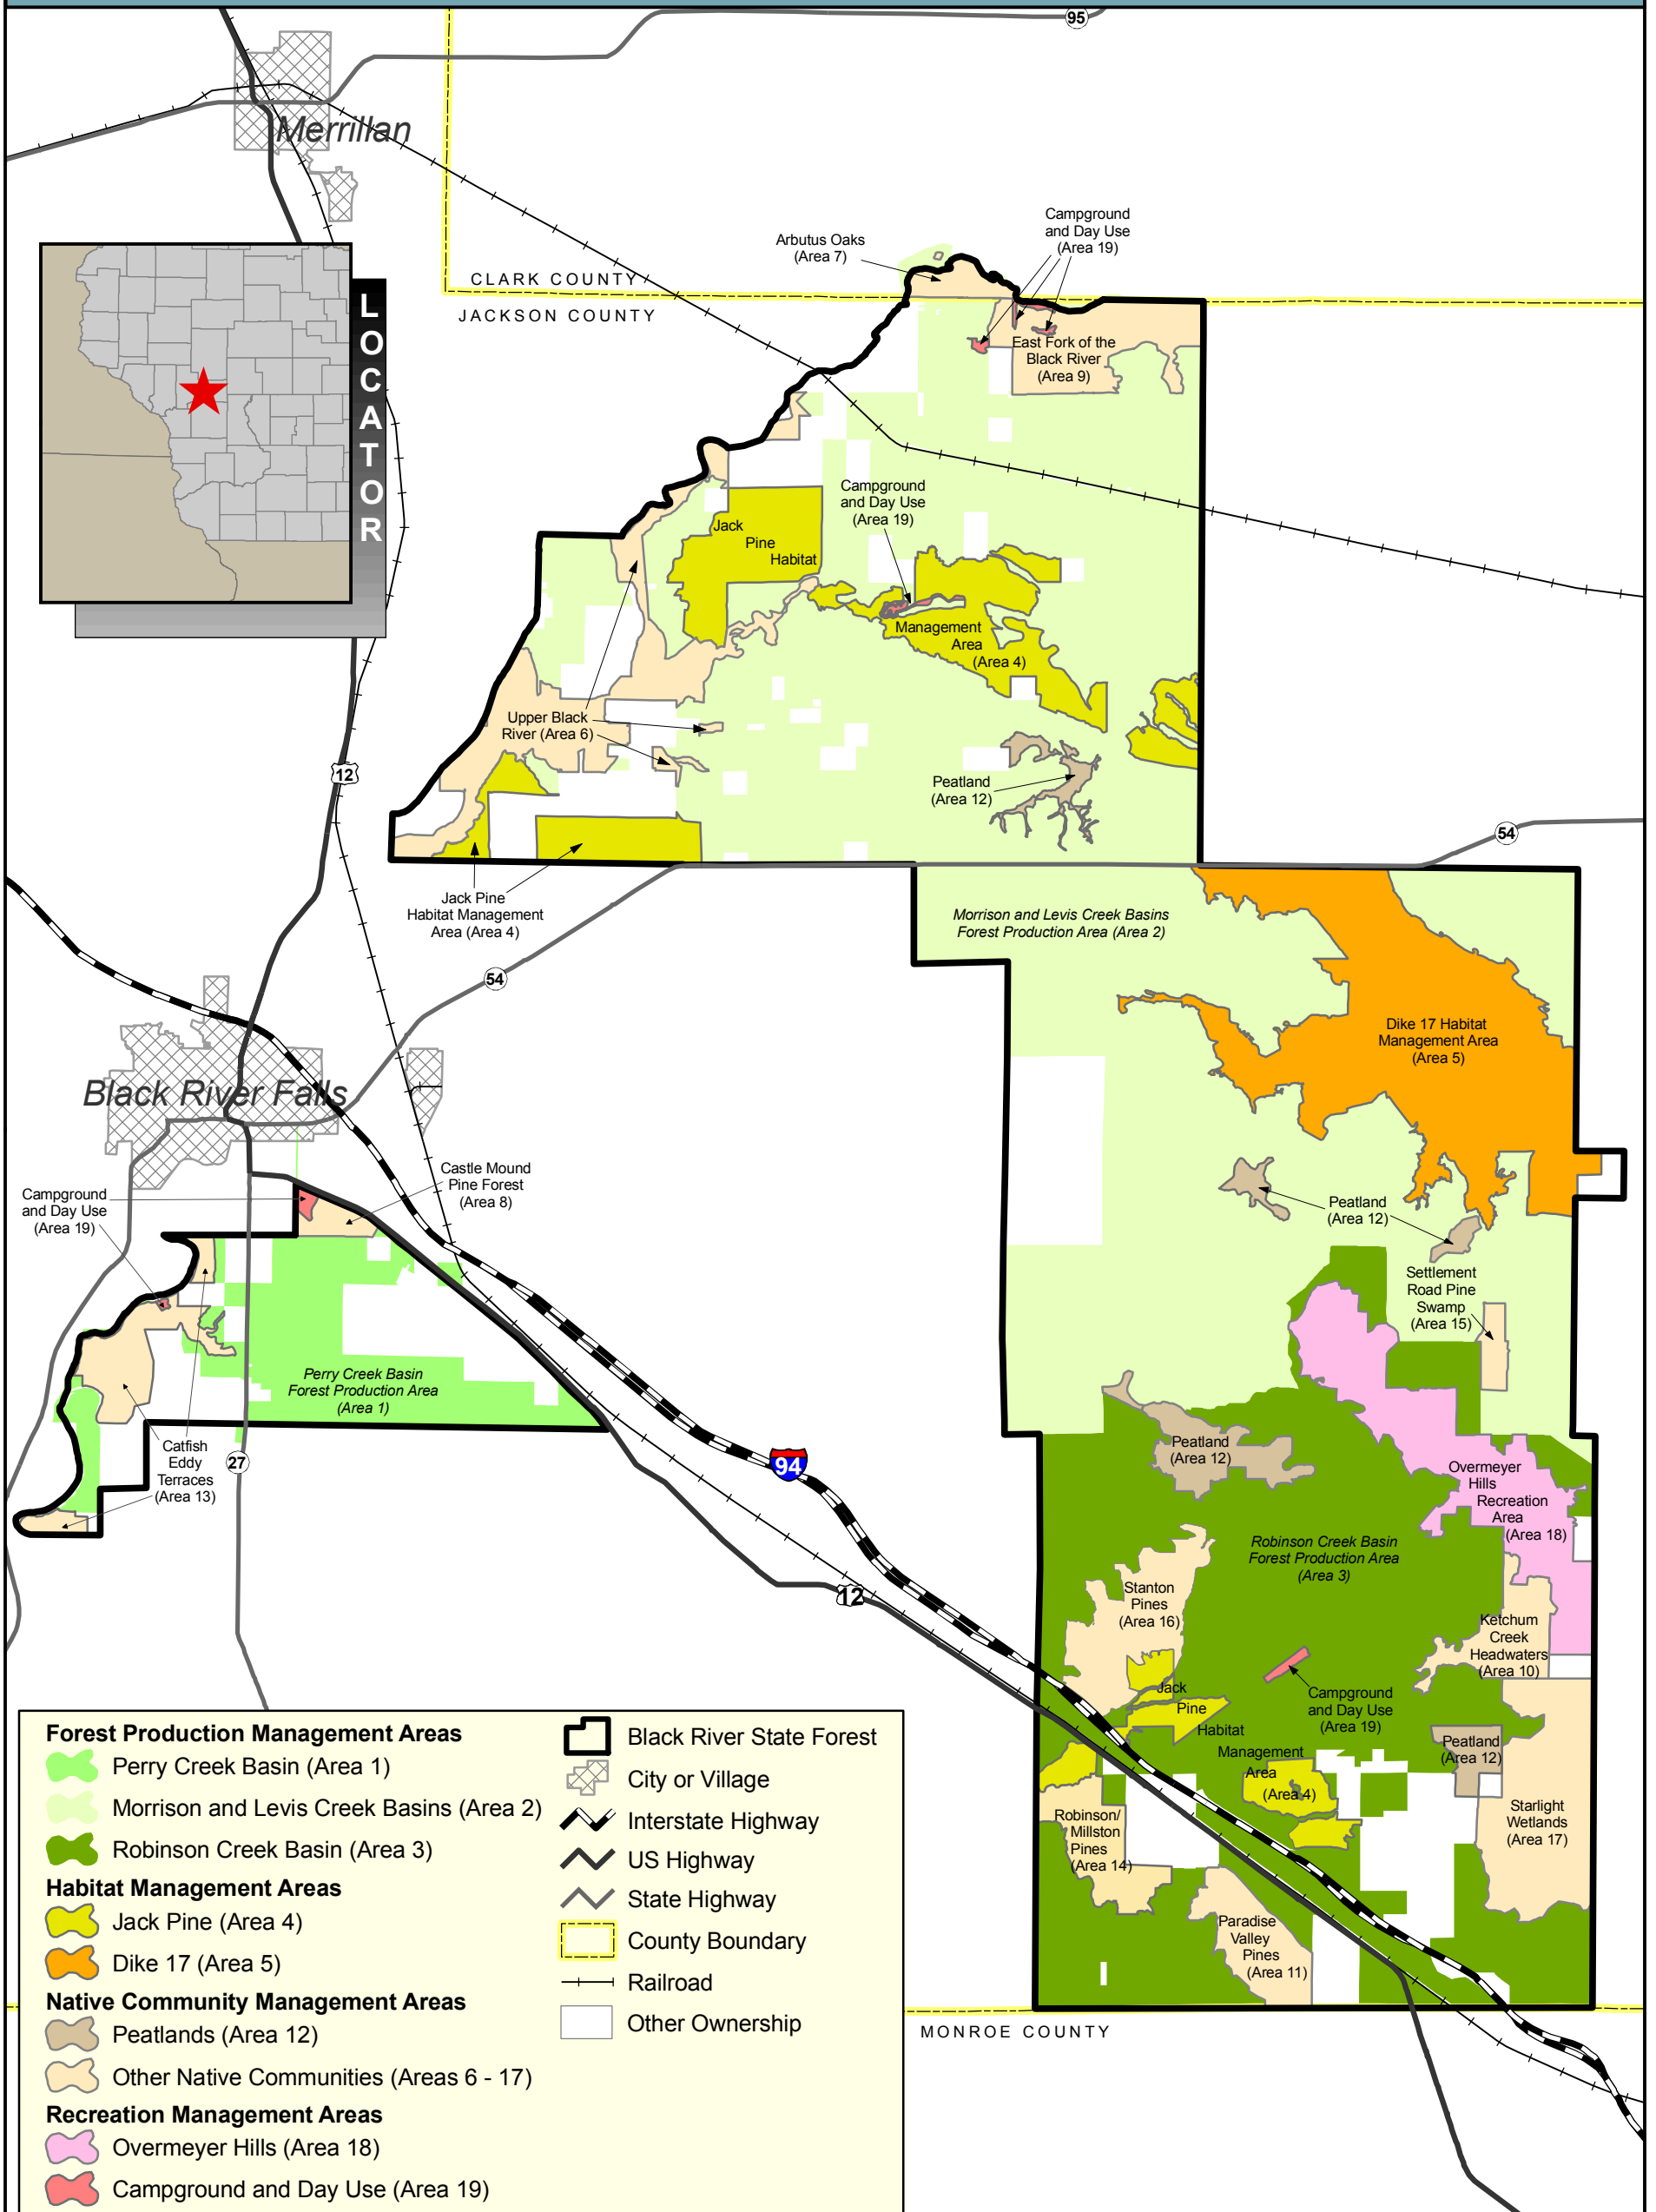 95
Merrillan
Campground
and Day Use
(Area 19)
Arbutus Oaks
(Area 7)
CLARK COUNTY
JACKSON COUNTY
LOCATOR
East Fork of the
Black River
(Area 9)
Campground
and Day Use
(Area 19)
Jack
Pine
Habitat
Management
Area
(Area 4)
Upper Black
River (Area 6)
12
Peatland
(Area 12)
54
Jack Pine
Habitat Management
Area (Area 4)
Morrison and Levis Creek Basins
Forest Production Area (Area 2)
54
Dike 17 Habitat
Management Area
(Area 5)
Black River Falls
Castle Mound
Pine Forest
(Area 8)
Campground
and Day Use
(Area 19)
Peatland
(Area 12)
Settlement
Road Pine
Swamp
(Area 15)
Perry Creek Basin
Forest Production Area
(Area 1)
Catfish
Eddy
Terraces
(Area 13)
27
94
Peatland
(Area 12)
Overmeyer
Hills
Recreation
Area
(Area 18)
Robinson Creek Basin
Forest Production Area
(Area 3)
12
Stanton
Pines
(Area 16)
Ketchum
Creek
Headwaters
(Area 10)
Jack
Pine
Habitat
Management
Area
(Area 4)
Campground
and Day Use
(Area 19)
Peatland
(Area 12)
Robinson/
Millston
Pines
(Area 14)
Starlight
Wetlands
(Area 17)
Paradise
Valley
Pines
(Area 11)
MONROE COUNTY
Forest Production Management Areas
Perry Creek Basin (Area 1)
Morrison and Levis Creek Basins (Area 2)
Robinson Creek Basin (Area 3)
Habitat Management Areas
Jack Pine (Area 4)
Dike 17 (Area 5)
Native Community Management Areas
Peatlands (Area 12)
Other Native Communities (Areas 6 - 17)
Recreation Management Areas
Overmeyer Hills (Area 18)
Campground and Day Use (Area 19)
Black River State Forest
City or Village
Interstate Highway
US Highway
State Highway
County Boundary
Railroad
Other Ownership